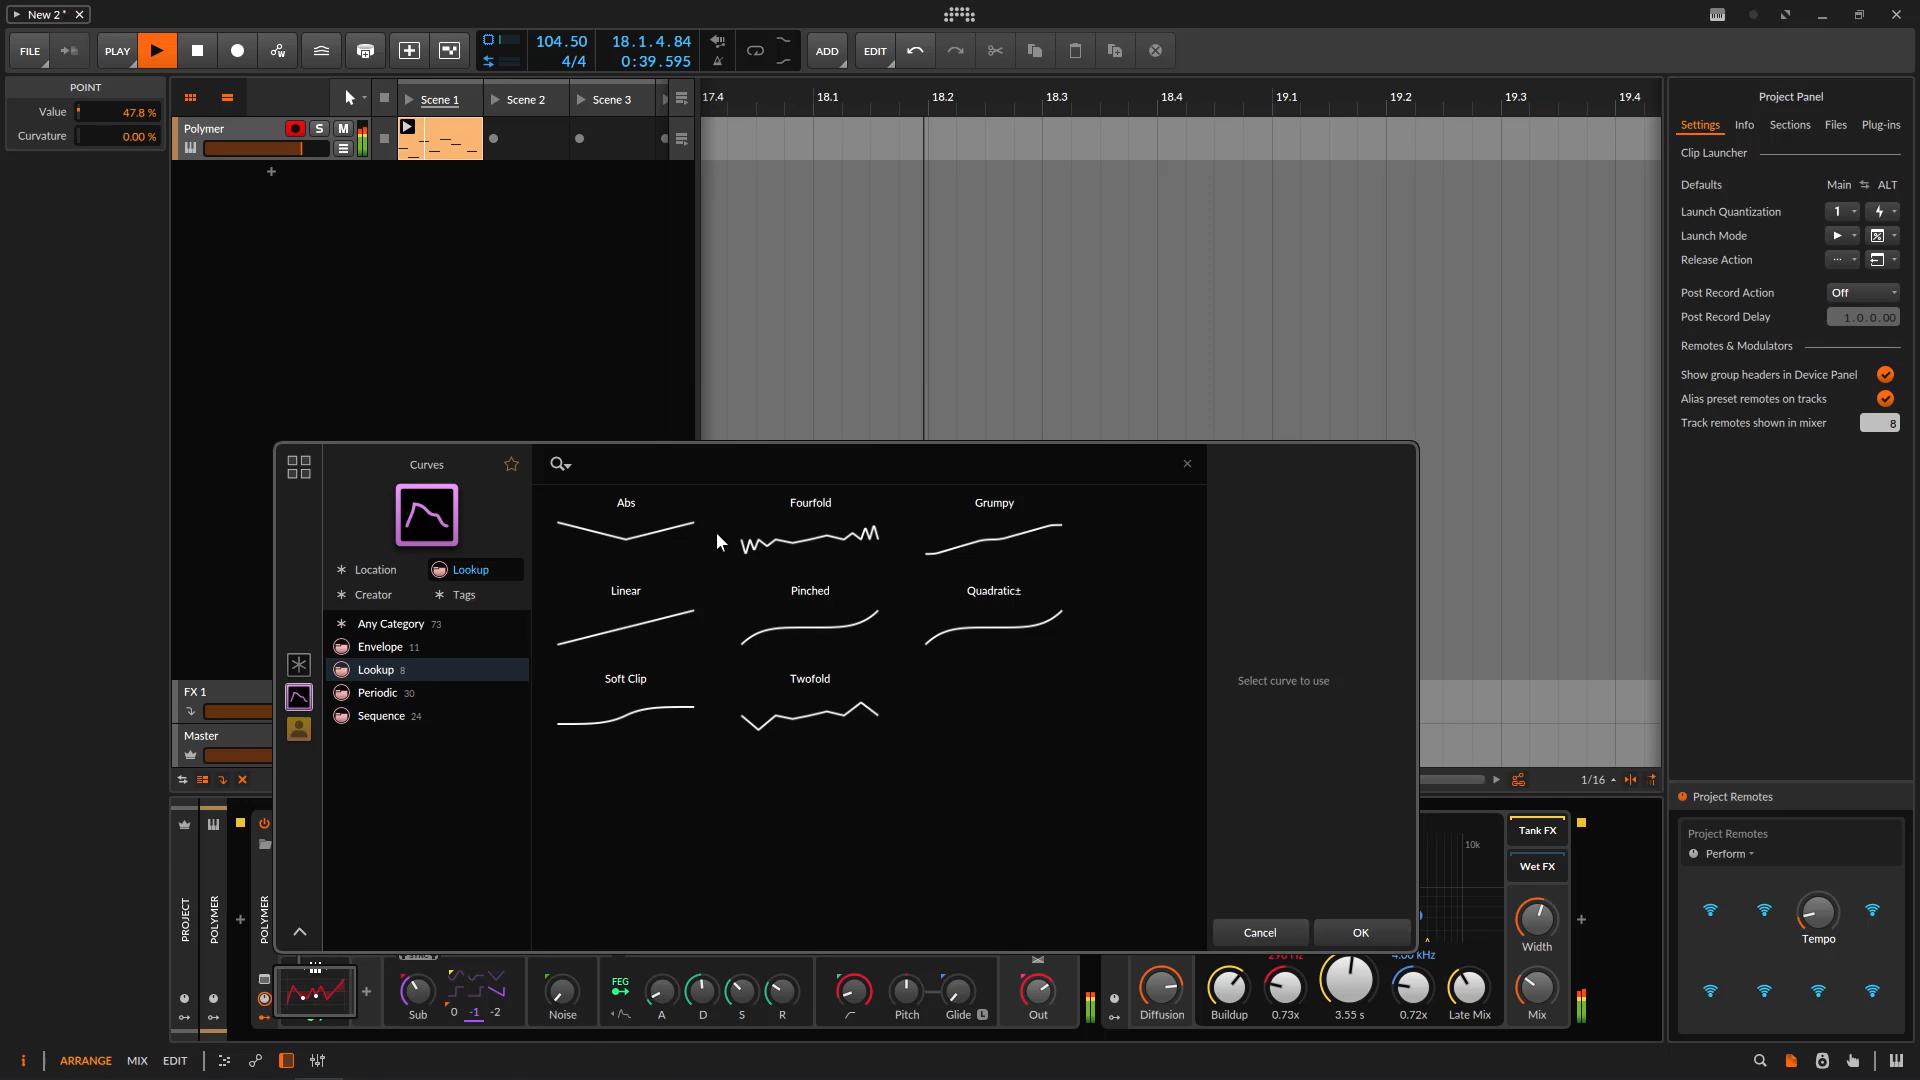 New 2*
FILE
PLAY
104.50
4/4
18.1.4.84
0:39.595
ADD
EDIT
POINT
Value 47.8 %
Curvature 0.00 %
Scene 1
Scene 2
Scene 3
17.4
18.1
18.2
18.3
18.4
19.1
19.2
19.3
19.4
Polymer
S
M
FX 1
Master
Curves
Location
Lookup
Creator
Tags
Any Category 73
Envelope 11
Lookup 8
Periodic 30
Sequence 24
Abs
Fourfold
Grumpy
Linear
Pinched
Quadratic±
Soft Clip
Twofold
Select curve to use
Cancel
OK
Project Panel
Settings
Info
Sections
Files
Plug-ins
Clip Launcher
Defaults
Main
ALT
Launch Quantization
1
Launch Mode
Release Action
Post Record Action
Off
Post Record Delay
1.0.0.00
Remotes & Modulators
Show group headers in Device Panel
Alias preset remotes on tracks
Track remotes shown in mixer
8
1/16
Project Remotes
Project Remotes
Perform
Tempo
PROJECT
POLYMER
POLYMER
Sub
0
-1
-2
Noise
FEG
A
D
S
R
Pitch
Glide
L
Out
Diffusion
Buildup
0.73x
3.55 s
4.00 kHz
0.72x
Late Mix
10k
Tank FX
Wet FX
Width
Mix
i
ARRANGE
MIX
EDIT